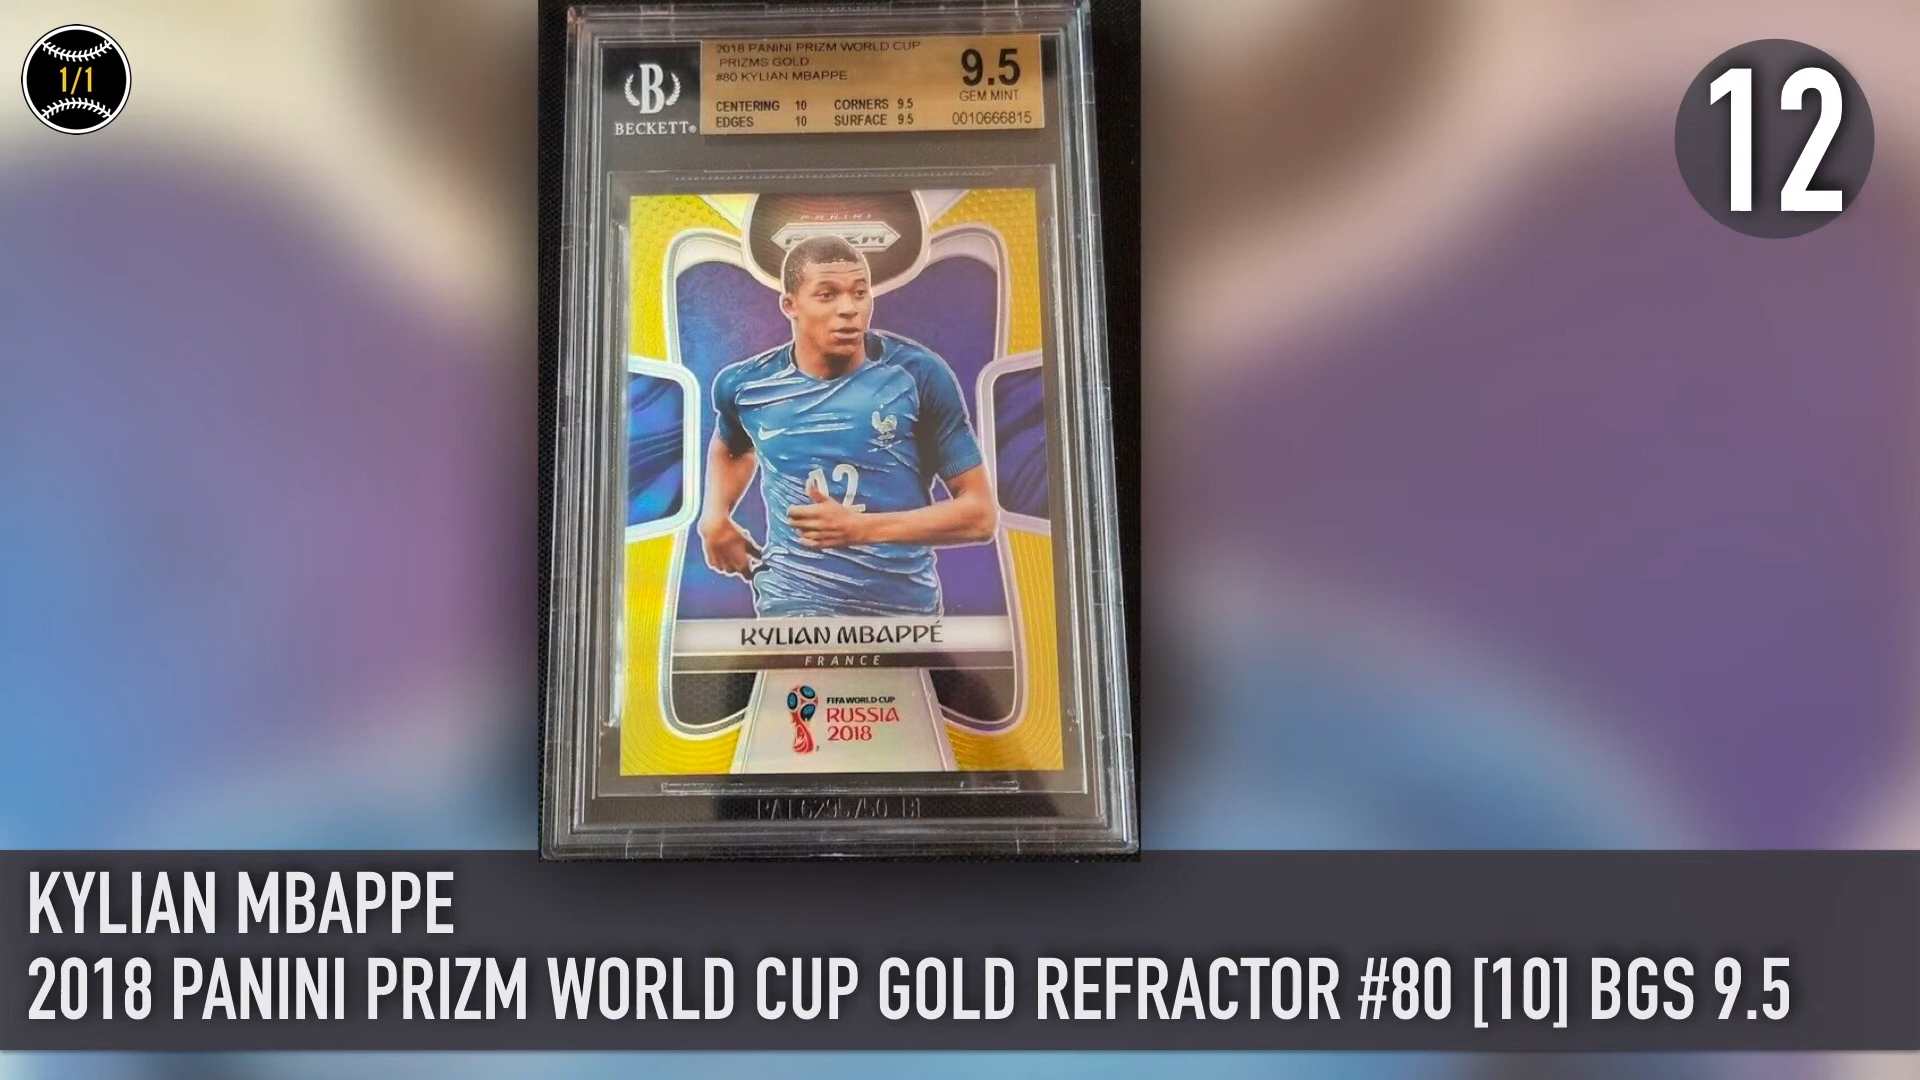 1/1
12
2018 PANINI PRIZM WORLD CUP
PRIZMS GOLD
#80 KYLIAN MBAPPE
9.5
GEM MINT
CENTERING 10 CORNERS 9.5
EDGES 10 SURFACE 9.5
0010666815
B
BECKETT®
PANINI
PRIZM
12
KYLIAN MBAPPÉ
FRANCE
FIFA WORLD CUP
RUSSIA
2018
KYLIAN MBAPPE
2018 PANINI PRIZM WORLD CUP GOLD REFRACTOR #80 [10] BGS 9.5